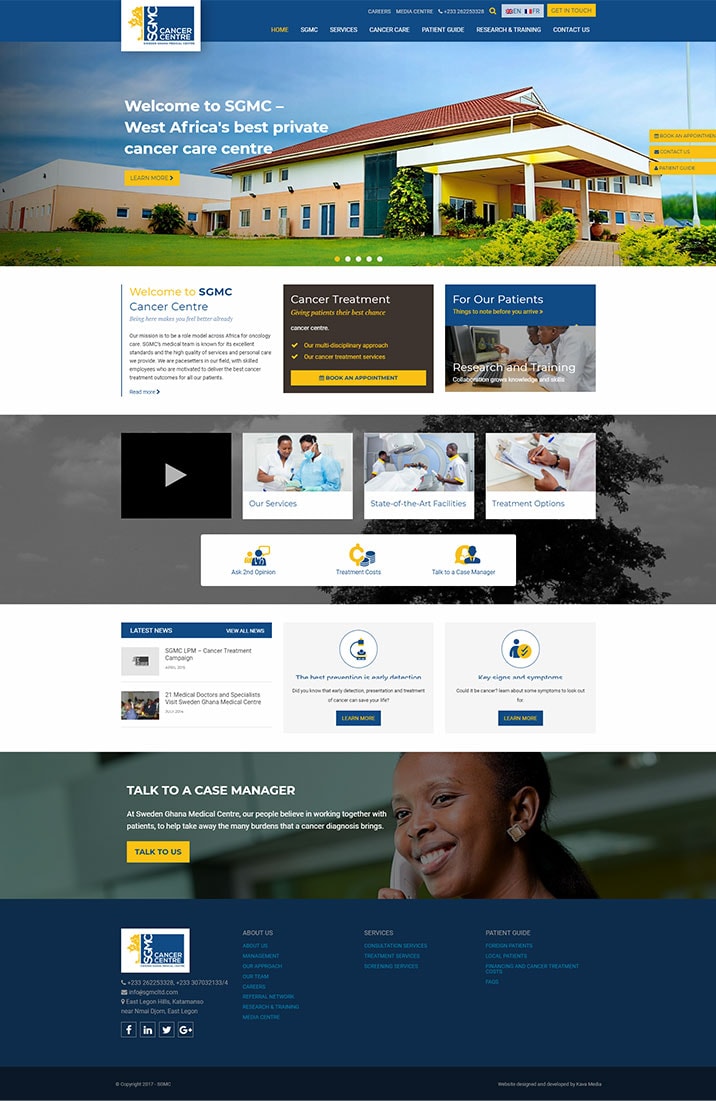 CAREERS MEDIA CENTRE +233 262253328 EN FR GET IN TOUCH
SGMC
CANCER
CENTRE
SWEDEN GHANA MEDICAL CENTRE
HOME SGMC SERVICES CANCER CARE PATIENT GUIDE RESEARCH & TRAINING CONTACT US
Welcome to SGMC –
West Africa's best private
cancer care centre
LEARN MORE
BOOK AN APPOINTMEN
CONTACT US
PATIENT GUIDE
Welcome to SGMC
Cancer Centre
Being here makes you feel better already
Our mission is to be a role model across Africa for oncology
care. SGMC's medical team is known for its excellent
standards and the high quality of services and personal care
we provide. We are pacesetters in our field, with skilled
employees who are motivated to deliver the best cancer
treatment outcomes for all our patients.
Read more
Cancer Treatment
Giving patients their best chance
cancer centre.
Our multi-disciplinary approach
Our cancer treatment services
BOOK AN APPOINTMENT
For Our Patients
Things to note before you arrive »
Research and Training
Collaboration grows knowledge and skills
Our Services
State-of-the-Art Facilities
Treatment Options
Ask 2nd Opinion
Treatment Costs
Talk to a Case Manager
LATEST NEWS VIEW ALL NEWS
SGMC LPM – Cancer Treatment
Campaign
APRIL 2015
21 Medical Doctors and Specialists
Visit Sweden Ghana Medical Centre
JULY 2014
The best prevention is early detection
Did you know that early detection, presentation and treatment
of cancer can save your life?
LEARN MORE
Key signs and symptoms
Could it be cancer? learn about some symptoms to look out
for.
LEARN MORE
TALK TO A CASE MANAGER
At Sweden Ghana Medical Centre, our people believe in working together with
patients, to help take away the many burdens that a cancer diagnosis brings.
TALK TO US
SGMC
CANCER
CENTRE
SWEDEN GHANA MEDICAL CENTRE
+233 262253328, +233 307032133/4
info@sgmcltd.com
East Legon Hills, Katamanso
near Nmai Djorn, East Legon
ABOUT US
ABOUT US
MANAGEMENT
OUR APPROACH
OUR TEAM
CAREERS
REFERRAL NETWORK
RESEARCH & TRAINING
MEDIA CENTRE
SERVICES
CONSULTATION SERVICES
TREATMENT SERVICES
SCREENING SERVICES
PATIENT GUIDE
FOREIGN PATIENTS
LOCAL PATIENTS
FINANCING AND CANCER TREATMENT
COSTS
FAQS
© Copyright 2017 - SGMC
Website designed and developed by Kava Media